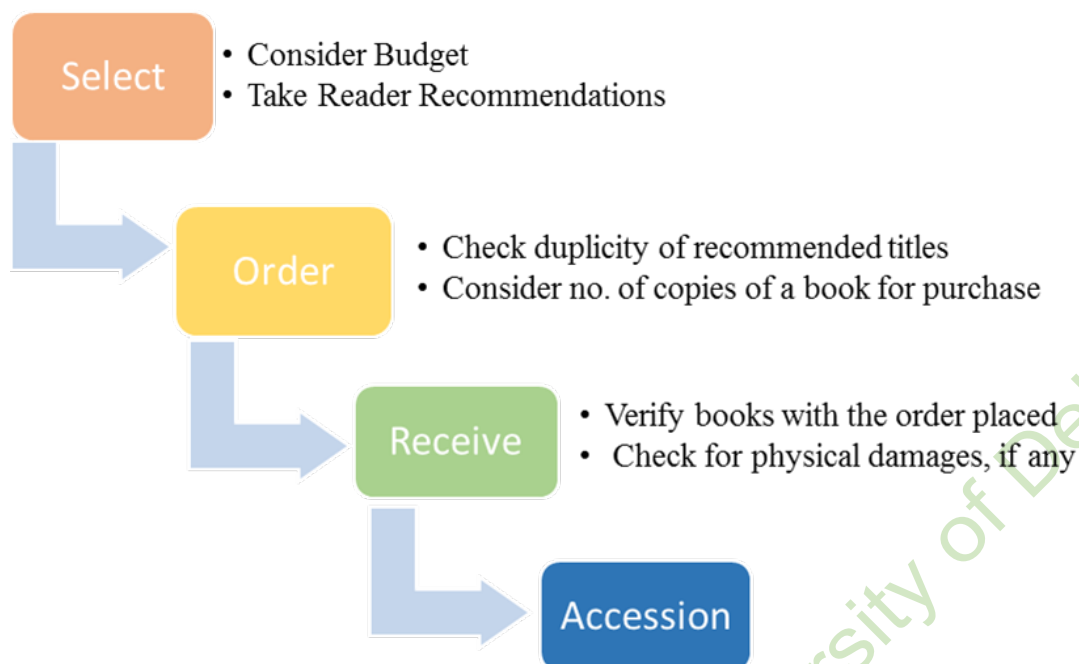 Select
• Consider Budget
• Take Reader Recommendations
Order
• Check duplicity of recommended titles
• Consider no. of copies of a book for purchase
Receive
• Verify books with the order placed
• Check for physical damages, if any
Accession
of